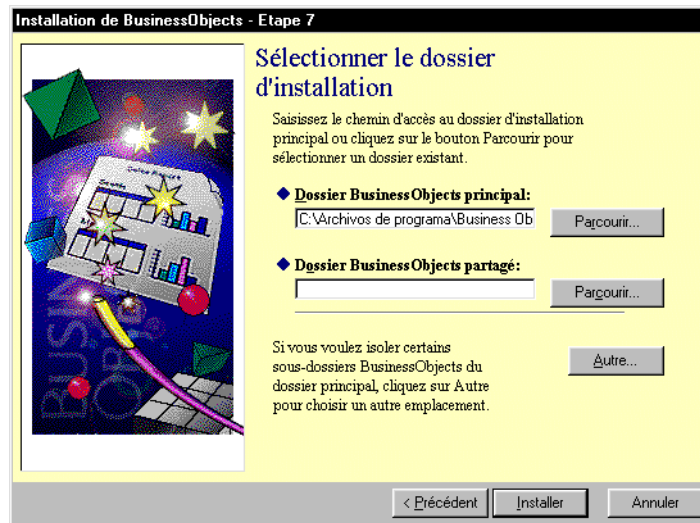 Installation de BusinessObjects - Etape 7
Sélectionner le dossier
d'installation
Saisissez le chemin d'accès au dossier d'installation
principal ou cliquez sur le bouton Parcourir pour
sélectionner un dossier existant.
Dossier BusinessObjects principal:
C:\Archivos de programa\Business Ob
Parcourir...
Dossier BusinessObjects partagé:
Parcourir...
Si vous voulez isoler certains
sous-dossiers BusinessObjects du
dossier principal, cliquez sur Autre
pour choisir un autre emplacement.
Autre...
< Précédent
Installer
Annuler